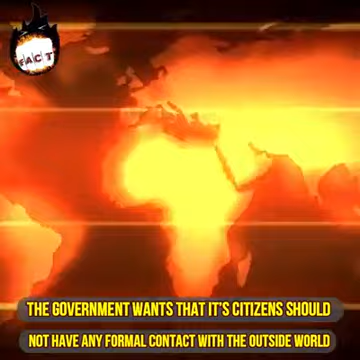 FACT
THE GOVERNMENT WANTS THAT IT'S CITIZENS SHOULD
NOT HAVE ANY FORMAL CONTACT WITH THE OUTSIDE WORLD